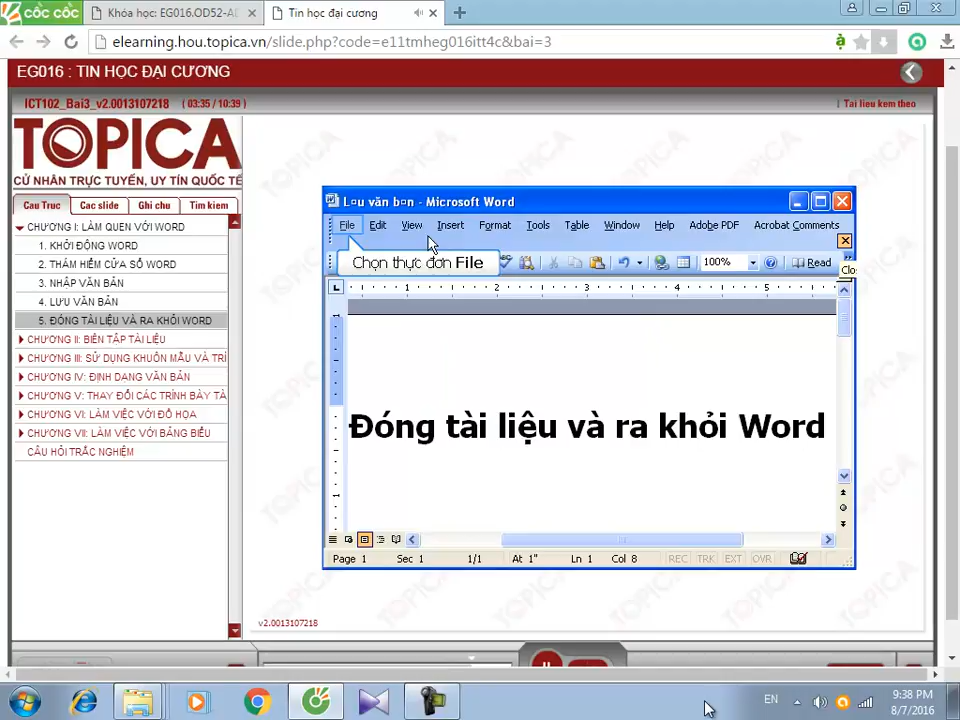 cốc cốc
Khóa học: EG016.OD52-AD
Tin học đại cương
elearning.hou.topica.vn/slide.php?code=e11tmheg016itt4c&bai=3
EG016 : TIN HỌC ĐẠI CƯƠNG
ICT102_Bai3_v2.0013107218 ( 03:35 / 10:39 )
Tai lieu kem theo
TOPICA
CỬ NHÂN TRỰC TUYẾN, UY TÍN QUỐC TẾ
Cau Truc
Cac slide
Ghi chu
Tim kiem
CHƯƠNG I: LÀM QUEN VỚI WORD
1. KHỞI ĐỘNG WORD
2. THÁM HIỂM CỬA SỔ WORD
3. NHẬP VĂN BẢN
4. LƯU VĂN BẢN
5. ĐÓNG TÀI LIỆU VÀ RA KHỎI WORD
CHƯƠNG II: BIÊN TẬP TÀI LIỆU
CHƯƠNG III: SỬ DỤNG KHUÔN MẪU VÀ TRÌ
CHƯƠNG IV: ĐỊNH DẠNG VĂN BẢN
CHƯƠNG V: THAY ĐỔI CÁC TRÌNH BÀY TÀ
CHƯƠNG VI: LÀM VIỆC VỚI ĐỒ HỌA
CHƯƠNG VII: LÀM VIỆC VỚI BẢNG BIỂU
CÂU HỎI TRẮC NGHIỆM
L¤u văn b¤n - Microsoft Word
File Edit View Insert Format Tools Table Window Help Adobe PDF Acrobat Comments
Chọn thực đơn File
100%
Read
Clo
1 2 3 4 5
Đóng tài liệu và ra khỏi Word
Page 1 Sec 1 1/1 At 1" Ln 1 Col 8 REC TRK EXT OVR
v2.0013107218
EN
9:38 PM
8/7/2016